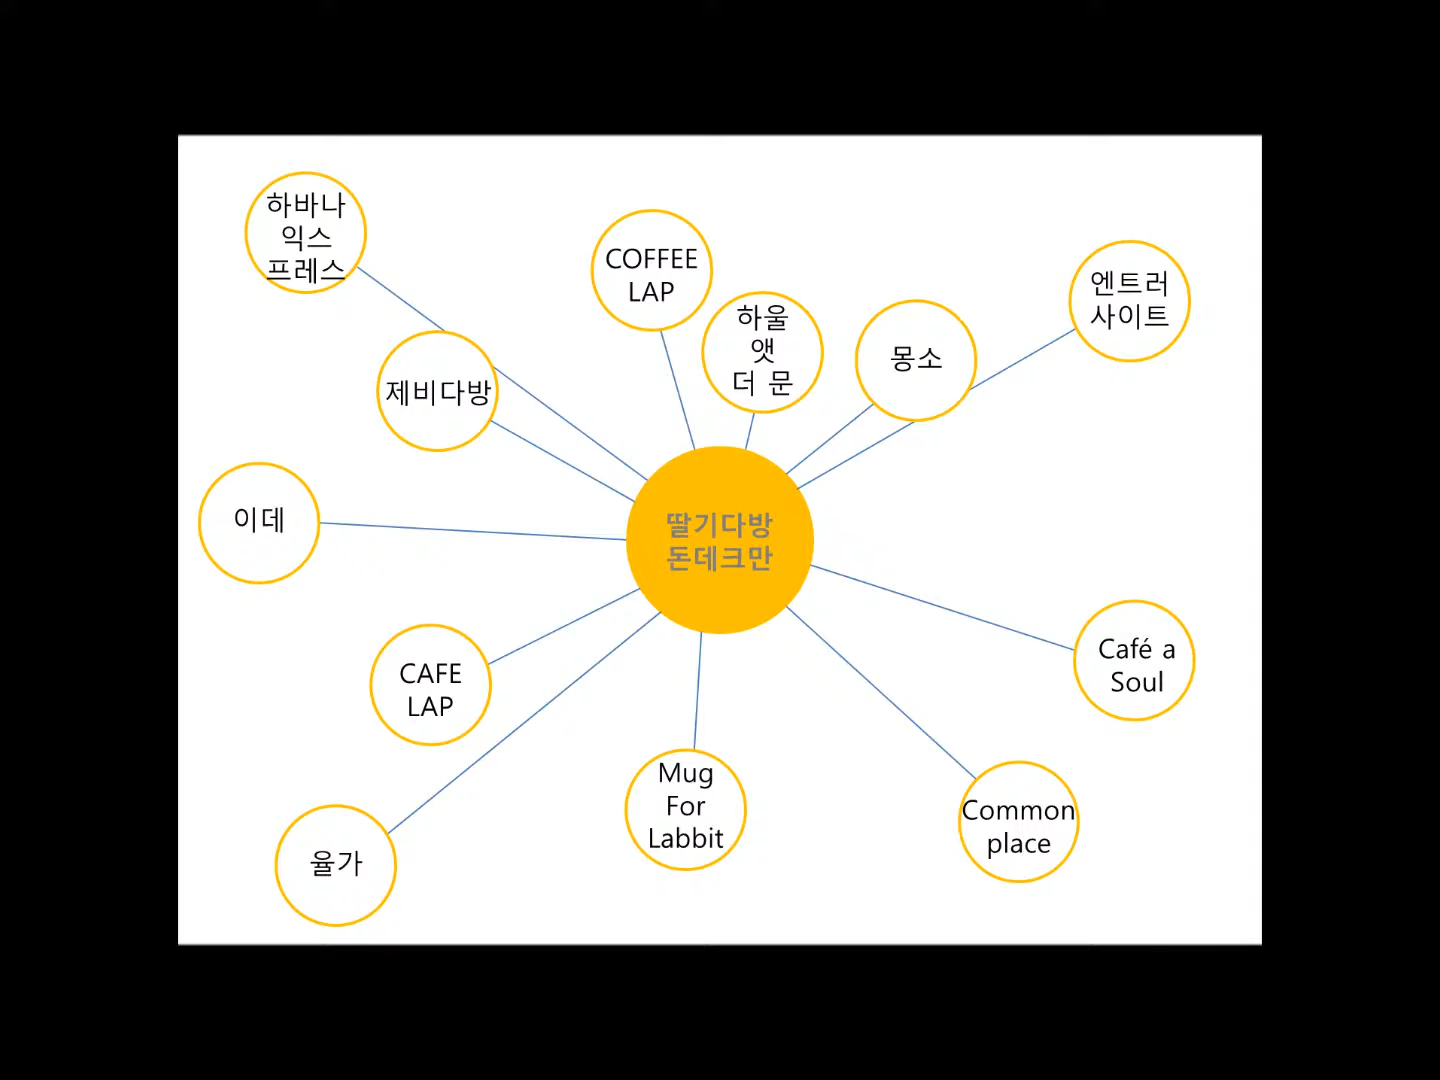 하바나
익스
프레스
COFFEE
LAP
하울
앳
더 문
몽소
엔트러
사이트
제비다방
이데
딸기다방
돈데크만
CAFE
LAP
Café a
Soul
Mug
For
Labbit
Common
place
율가